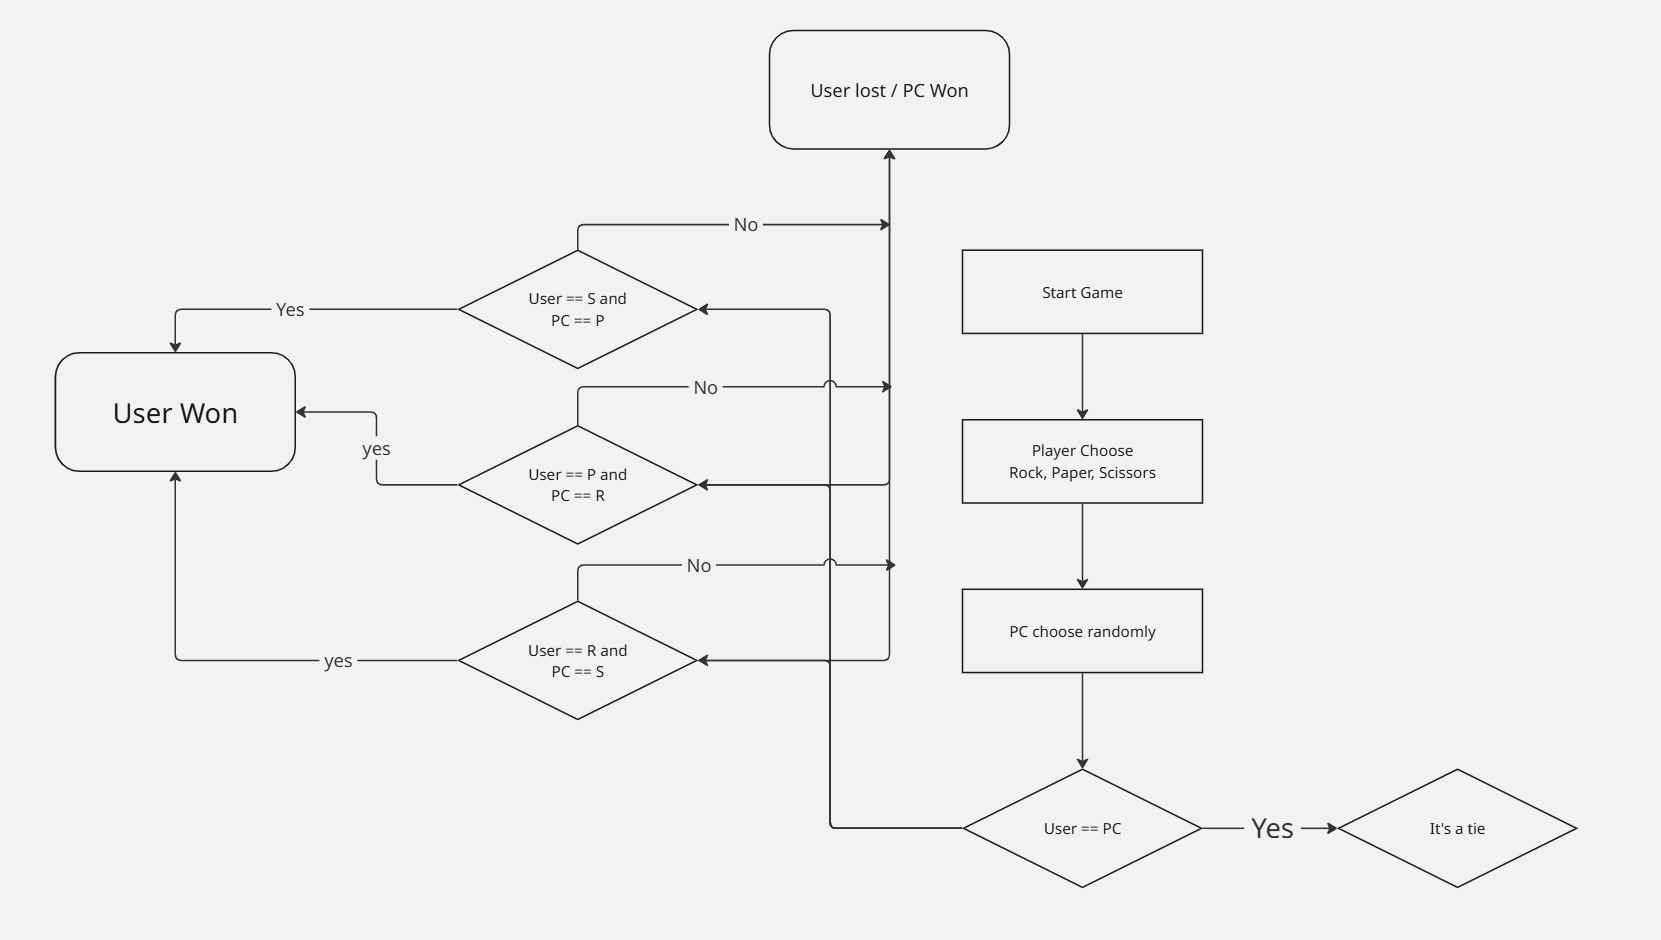 User lost / PC Won
No
Start Game
User == S and
PC == P
Yes
No
User Won
yes
Player Choose
Rock, Paper, Scissors
User == P and
PC == R
No
PC choose randomly
User == R and
PC == S
yes
User == PC
Yes
It's a tie